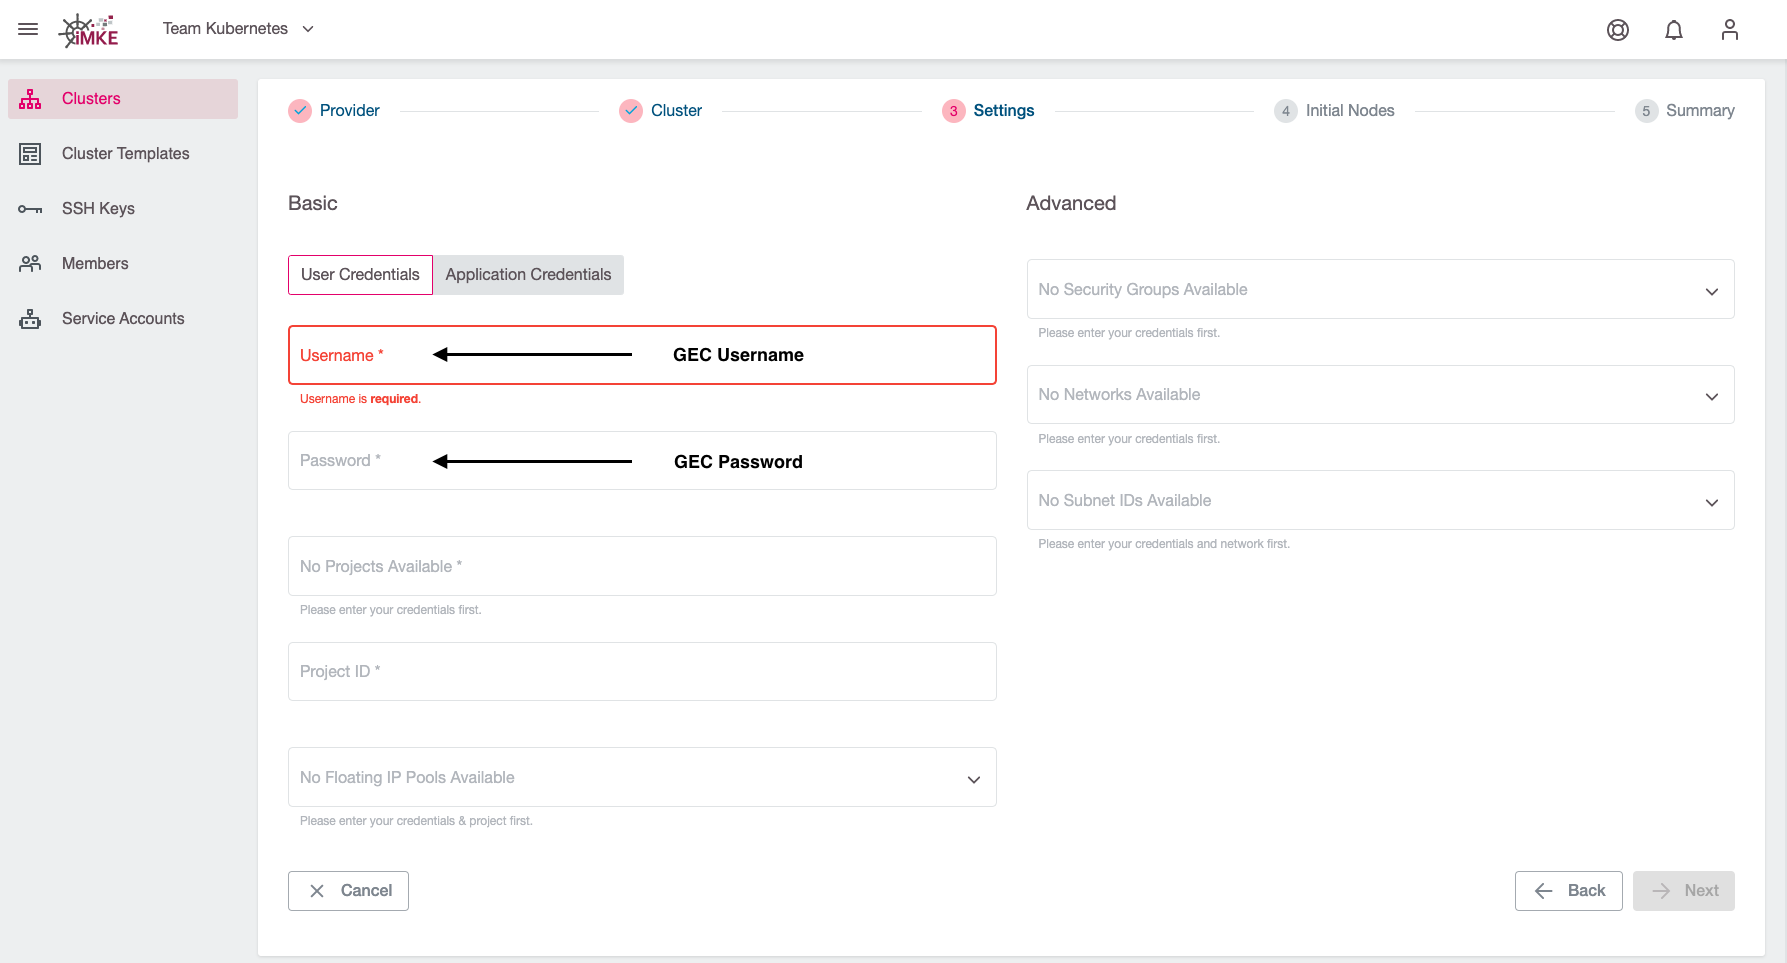 iMKE
Team Kubernetes
Clusters
Cluster Templates
SSH Keys
Members
Service Accounts
Provider
Cluster
3 Settings
4 Initial Nodes
5 Summary
Basic
User Credentials
Application Credentials
Username *
GEC Username
Username is required.
Password *
GEC Password
No Projects Available *
Please enter your credentials first.
Project ID *
No Floating IP Pools Available
Please enter your credentials & project first.
Advanced
No Security Groups Available
Please enter your credentials first.
No Networks Available
Please enter your credentials first.
No Subnet IDs Available
Please enter your credentials and network first.
Cancel
Back
Next